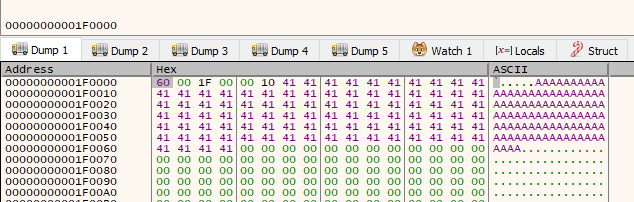 00000000001F0000
Dump 1 Dump 2 Dump 3 Dump 4 Dump 5 Watch 1 [x=] Locals Struct
Address Hex ASCII
00000000001F0000 60 00 1F 00 00 10 41 41 41 41 41 41 41 41 41 41 `.....AAAAAAAAAA
00000000001F0010 41 41 41 41 41 41 41 41 41 41 41 41 41 41 41 41 AAAAAAAAAAAAAAAA
00000000001F0020 41 41 41 41 41 41 41 41 41 41 41 41 41 41 41 41 AAAAAAAAAAAAAAAA
00000000001F0030 41 41 41 41 41 41 41 41 41 41 41 41 41 41 41 41 AAAAAAAAAAAAAAAA
00000000001F0040 41 41 41 41 41 41 41 41 41 41 41 41 41 41 41 41 AAAAAAAAAAAAAAAA
00000000001F0050 41 41 41 41 41 41 41 41 41 41 41 41 41 41 41 41 AAAAAAAAAAAAAAAA
00000000001F0060 41 41 41 41 00 00 00 00 00 00 00 00 00 00 00 00 AAAA............
00000000001F0070 00 00 00 00 00 00 00 00 00 00 00 00 00 00 00 00 ................
00000000001F0080 00 00 00 00 00 00 00 00 00 00 00 00 00 00 00 00 ................
00000000001F0090 00 00 00 00 00 00 00 00 00 00 00 00 00 00 00 00 ................
00000000001F00A0 00 00 00 00 00 00 00 00 00 00 00 00 00 00 00 00 ................